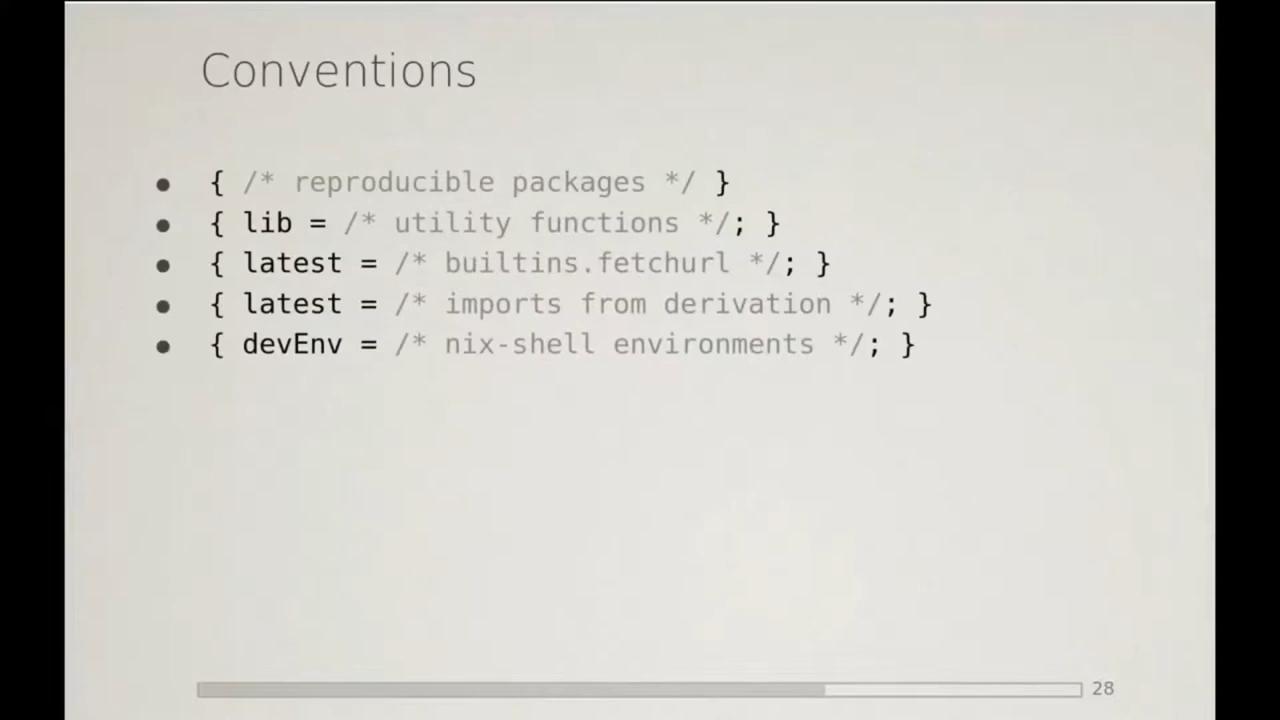 Conventions
● { /* reproducible packages */ }
● { lib = /* utility functions */; }
● { latest = /* builtins.fetchurl */; }
● { latest = /* imports from derivation */; }
● { devEnv = /* nix-shell environments */; }
28